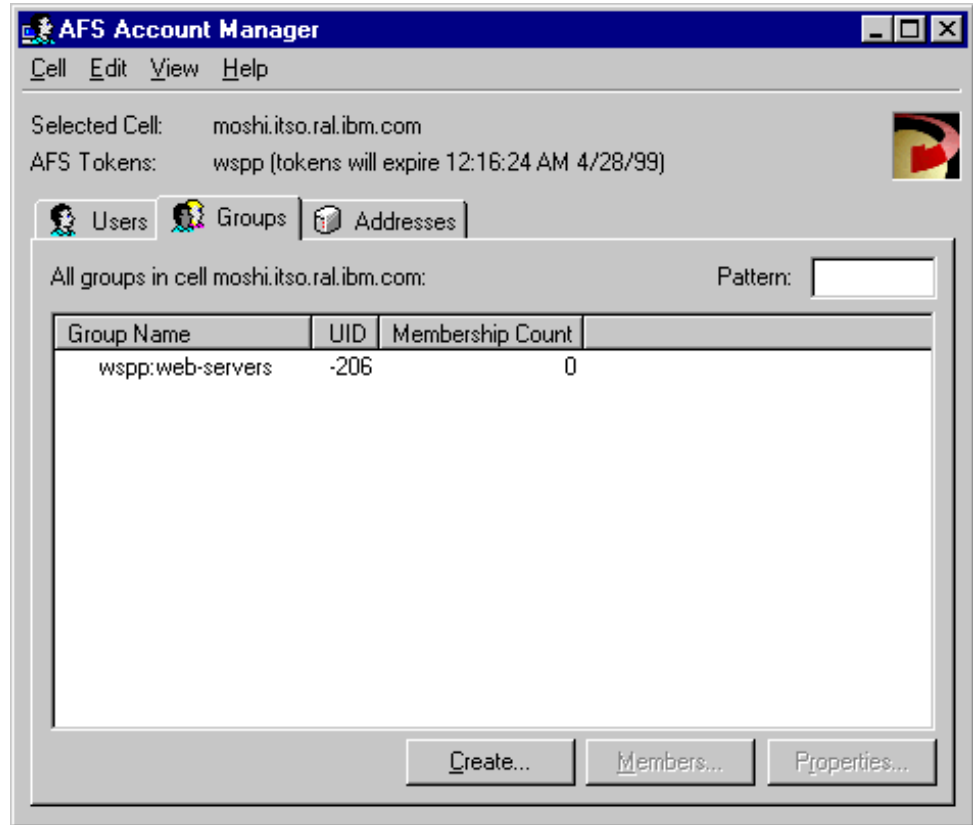 AFS Account Manager
Cell Edit View Help
Selected Cell: moshi.itso.ral.ibm.com
AFS Tokens: wspp (tokens will expire 12:16:24 AM 4/28/99)
Users Groups Addresses
All groups in cell moshi.itso.ral.ibm.com: Pattern:
Group Name UID Membership Count
wspp:web-servers -206 0
Create... Members... Properties...